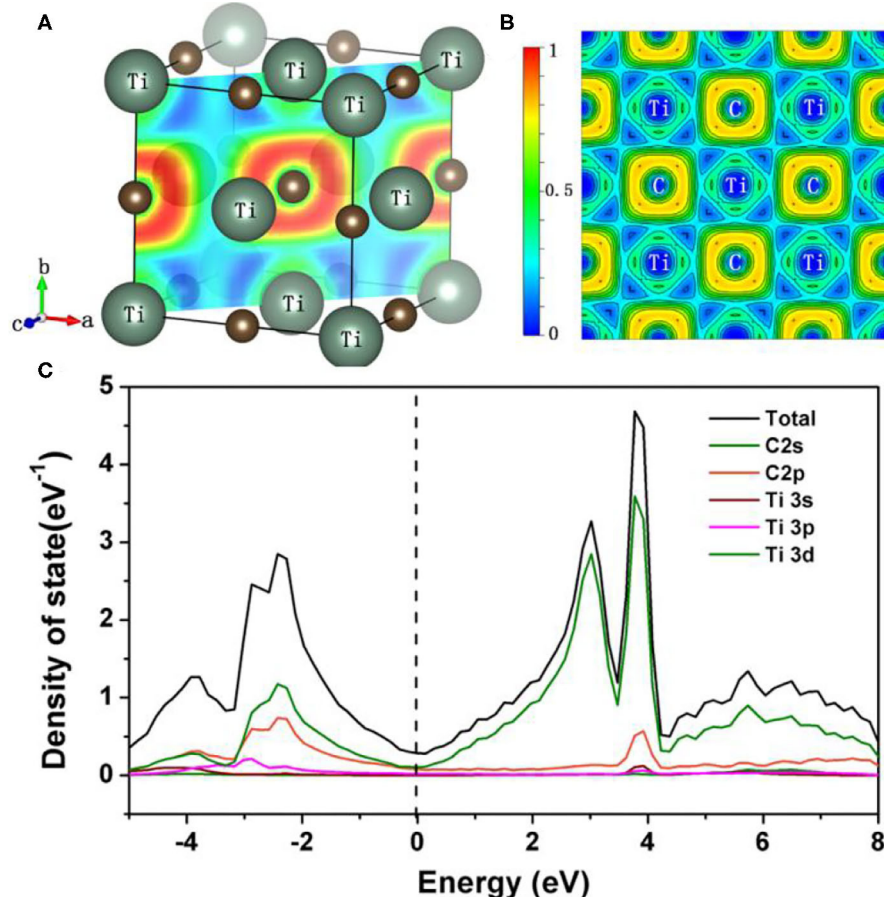 A
Ti
Ti
Ti
Ti
Ti
Ti
Ti
Ti
Ti
b
c
a
1
0.5
0
B
Ti
C
Ti
C
Ti
C
Ti
C
Ti
C
Density of state(eV⁻¹)
5
4
3
2
1
0
Total
C2s
C2p
Ti 3s
Ti 3p
Ti 3d
-4
-2
0
2
4
6
8
Energy (eV)